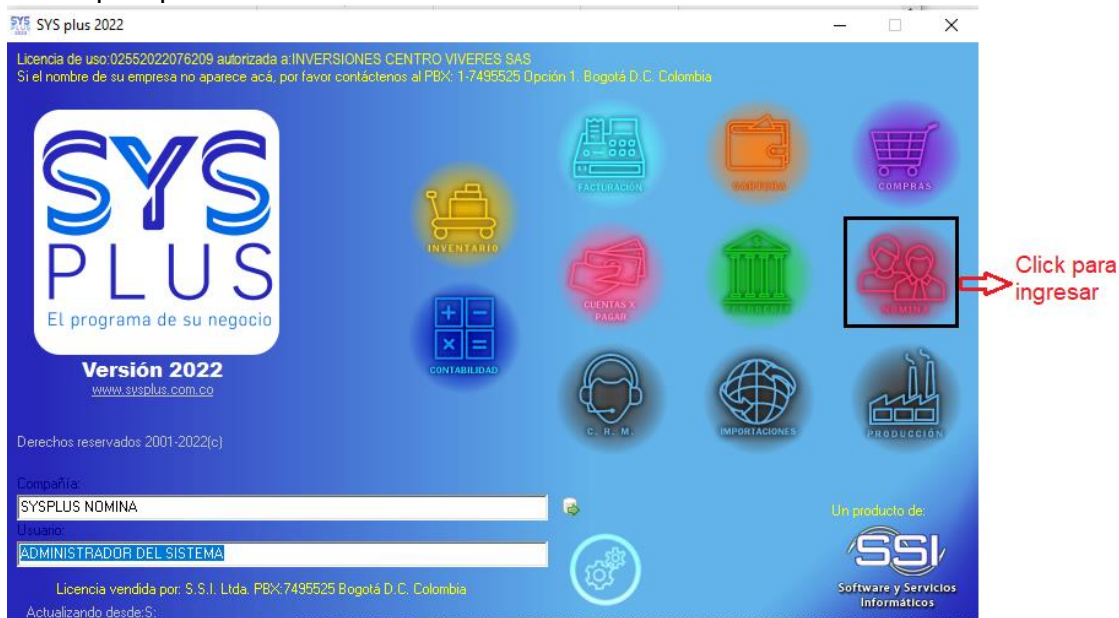 SYS plus 2022
Licencia de uso:02552022076209 autorizada a:INVERSIONES CENTRO VIVERES SAS
Si el nombre de su empresa no aparece acá, por favor contáctenos al PBX: 1-7495525 Opción 1. Bogotá D.C. Colombia
SYS
PLUS
El programa de su negocio
Versión 2022
www.sysplus.com.co
Derechos reservados 2001-2022(c)
INVENTARIO
CONTABILIDAD
FACTURACIÓN
CARTERA
COMPRAS
CUENTAS X
PAGAR
TESORERÍA
NOMINA
C. R. M.
IMPORTACIONES
PRODUCCIÓN
Click para
ingresar
Compañía:
SYSPLUS NOMINA
Usuario:
ADMINISTRADOR DEL SISTEMA
Licencia vendida por: S.S.I. Ltda. PBX:7495525 Bogotá D.C. Colombia
Actualizando desde:S:
Un producto de:
SSI
Software y Servicios
Informáticos